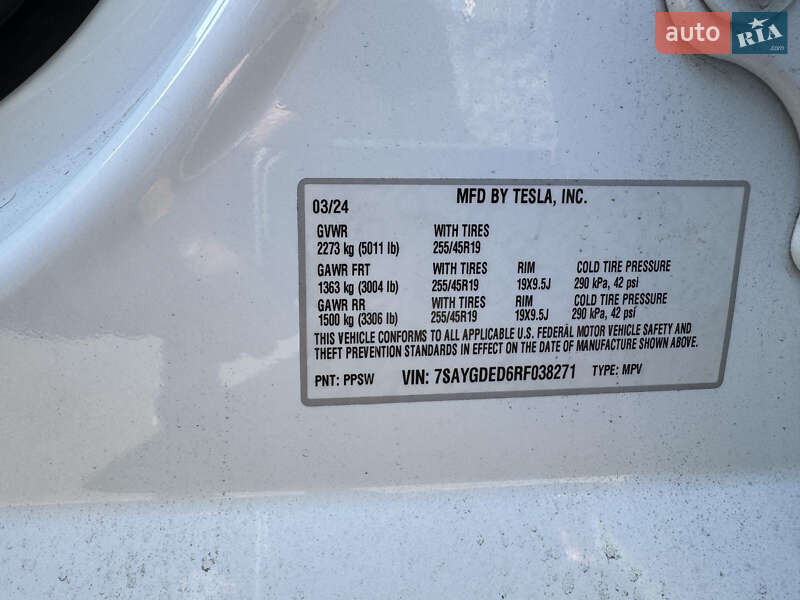 auto RIA .com
MFD BY TESLA, INC.
03/24
GVWR WITH TIRES
2273 kg (5011 lb) 255/45R19
GAWR FRT WITH TIRES RIM COLD TIRE PRESSURE
1363 kg (3004 lb) 255/45R19 19X9.5J 290 kPa, 42 psi
GAWR RR WITH TIRES RIM COLD TIRE PRESSURE
1500 kg (3306 lb) 255/45R19 19X9.5J 290 kPa, 42 psi
THIS VEHICLE CONFORMS TO ALL APPLICABLE U.S. FEDERAL MOTOR VEHICLE SAFETY AND
THEFT PREVENTION STANDARDS IN EFFECT ON THE DATE OF MANUFACTURE SHOWN ABOVE.
PNT: PPSW VIN: 7SAYGDED6RF038271 TYPE: MPV